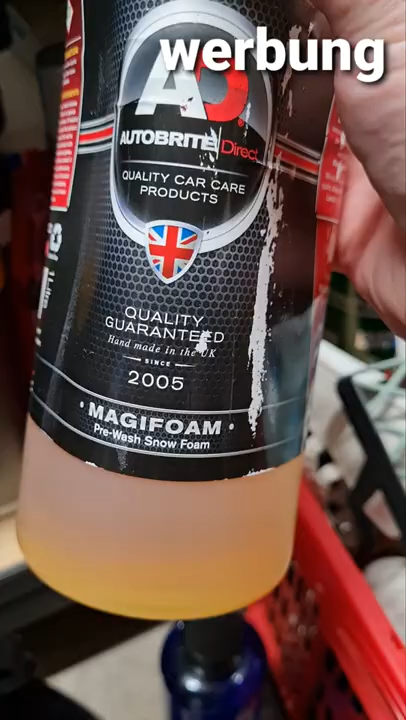 werbung
AD
AUTOBRITE Direct
QUALITY CAR CARE
PRODUCTS
QUALITY
GUARANTEED
Hand made in the UK
SINCE
2005
• MAGIFOAM •
Pre-Wash Snow Foam